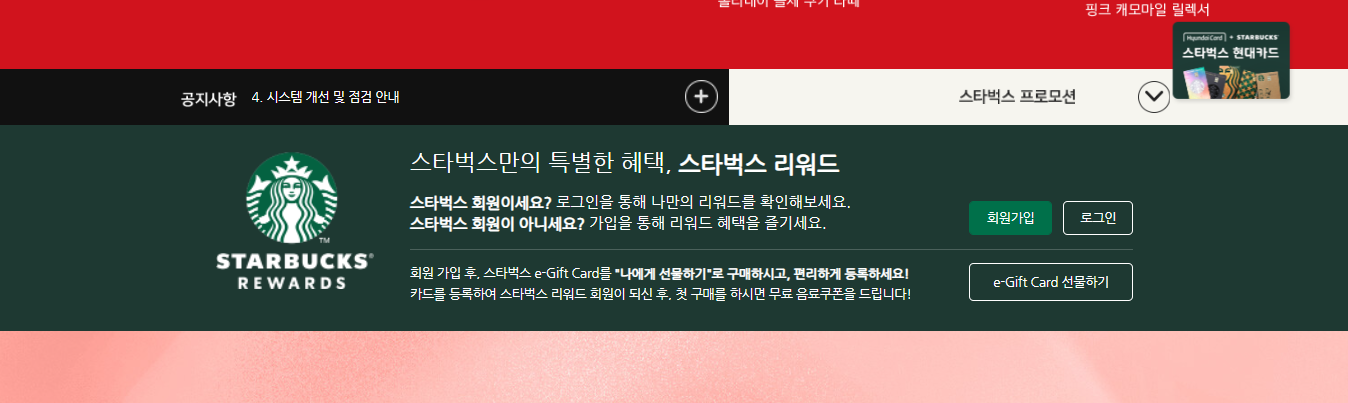 핑크 캐모마일 릴렉서
HyundaiCard + STARBUCKS
스타벅스 현대카드
공지사항 4. 시스템 개선 및 점검 안내
스타벅스 프로모션
스타벅스만의 특별한 혜택, 스타벅스 리워드
스타벅스 회원이세요? 로그인을 통해 나만의 리워드를 확인해보세요.
스타벅스 회원이 아니세요? 가입을 통해 리워드 혜택을 즐기세요.
회원가입 로그인
TM
STARBUCKS®
REWARDS
회원 가입 후, 스타벅스 e-Gift Card를 "나에게 선물하기"로 구매하시고, 편리하게 등록하세요!
카드를 등록하여 스타벅스 리워드 회원이 되신 후, 첫 구매를 하시면 무료 음료쿠폰을 드립니다!
e-Gift Card 선물하기